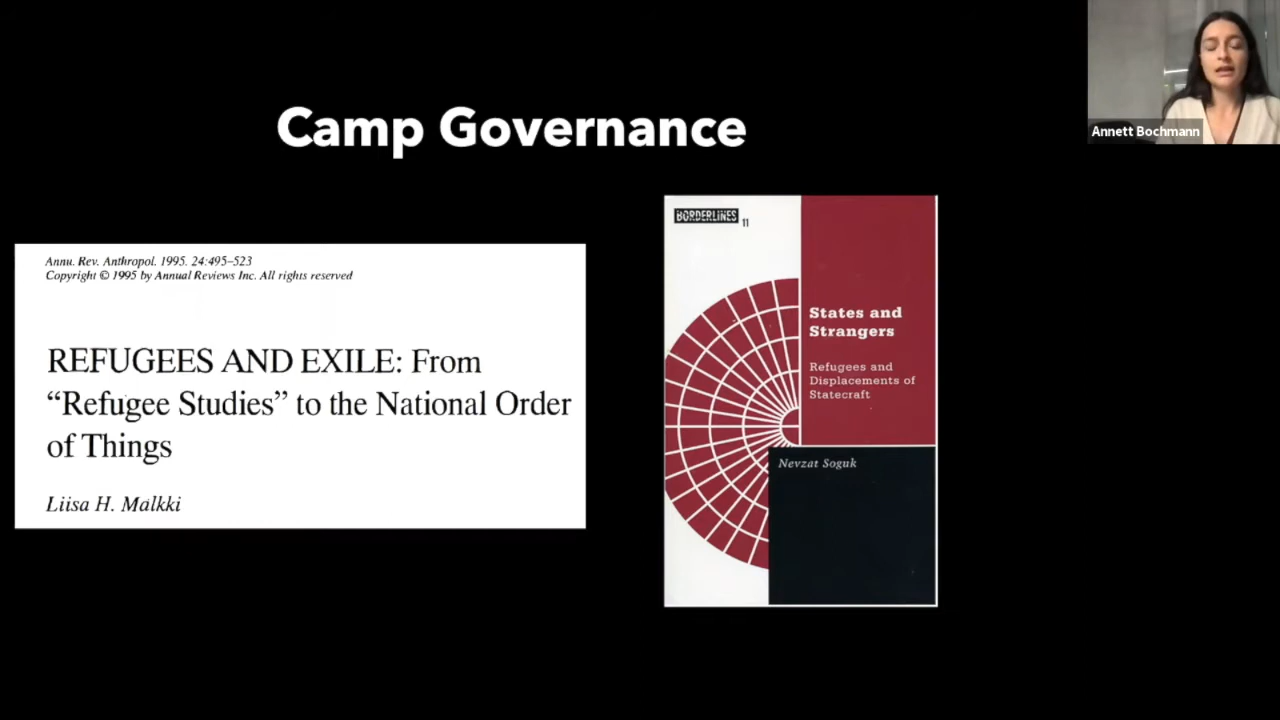 Camp Governance
Annett Bochmann
Annu. Rev. Anthropol. 1995. 24:495–523
Copyright © 1995 by Annual Reviews Inc. All rights reserved
REFUGEES AND EXILE: From
“Refugee Studies” to the National Order
of Things
Liisa H. Malkki
BORDERLINES 11
States and
Strangers
Refugees and
Displacements of
Statecraft
Nevzat Soguk